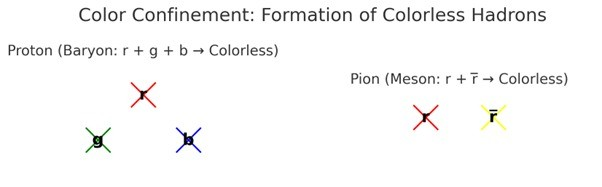 Color Confinement: Formation of Colorless Hadrons
Proton (Baryon: r + g + b → Colorless)
r
g
b
Pion (Meson: r + r̅ → Colorless)
r
r̅